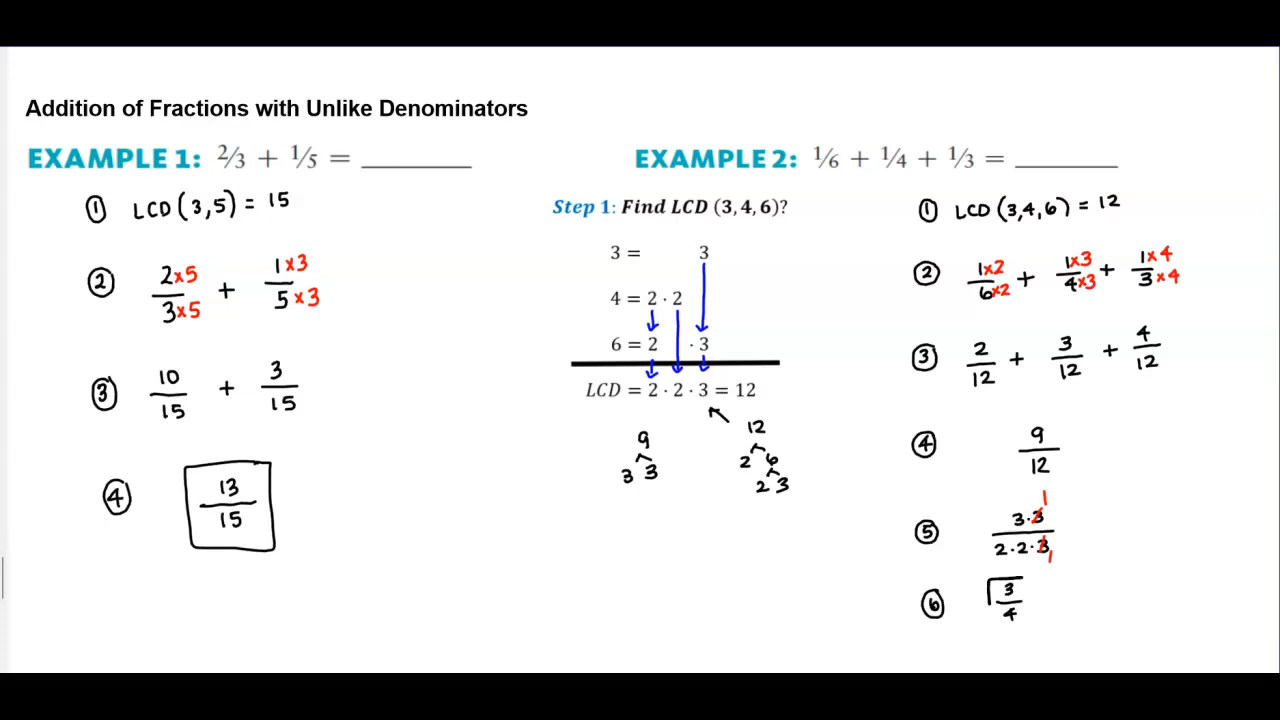 Addition of Fractions with Unlike Denominators
EXAMPLE 1: 2/3 + 1/5 = ________
① LCD (3,5) = 15
② 2×5/3×5 + 1×3/5×3
③ 10/15 + 3/15
④ 13/15
EXAMPLE 2: 1/6 + 1/4 + 1/3 = ________
Step 1: Find LCD (3, 4, 6)?
3 = 3
4 = 2 · 2
6 = 2 · 3
LCD = 2 · 2 · 3 = 12
9
3 3
12
2 6
2 3
① LCD (3,4,6) = 12
② 1×2/6×2 + 1×3/4×3 + 1×4/3×4
③ 2/12 + 3/12 + 4/12
④ 9/12
⑤ 3·3/2·2·3
1
1
⑥ 3/4